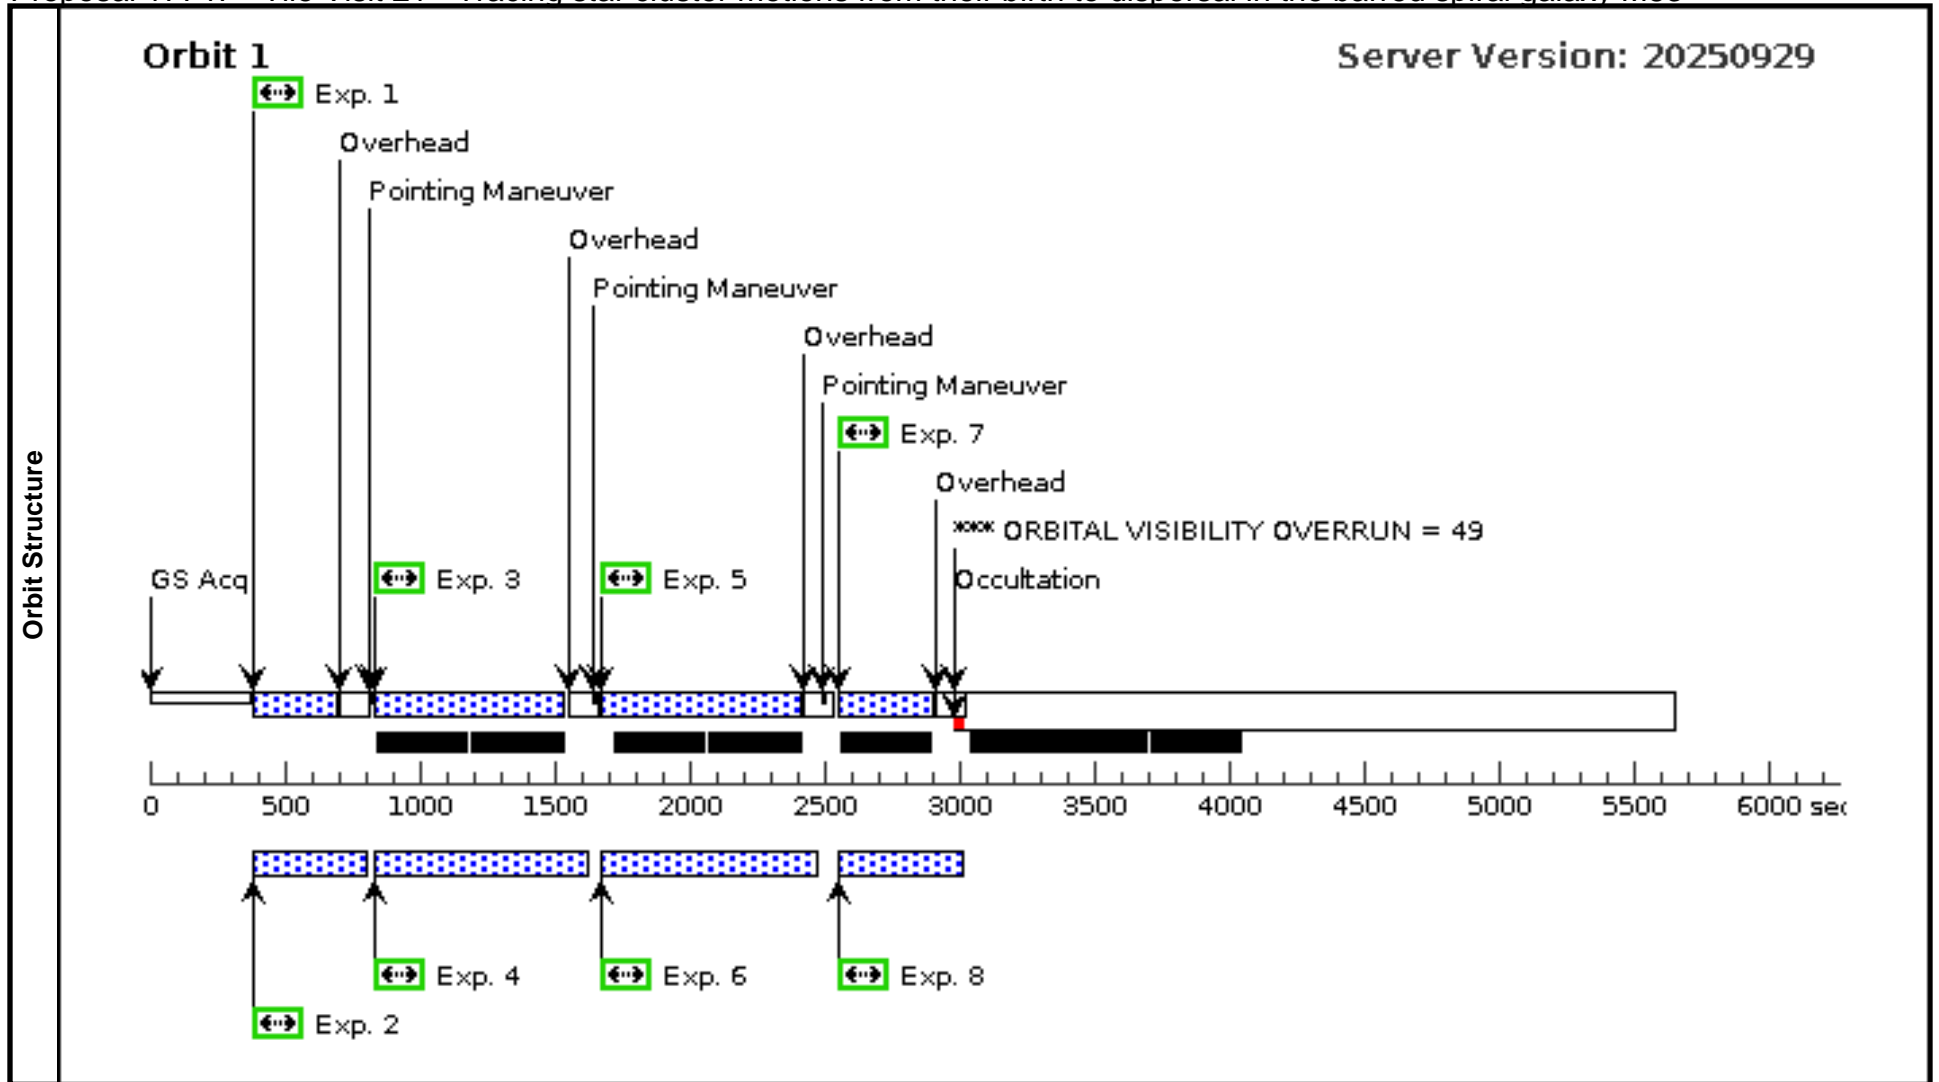 Orbit 1
Server Version: 20250929
Exp. 1
Overhead
Pointing Maneuver
Overhead
Pointing Maneuver
Overhead
Pointing Maneuver
Exp. 7
Overhead
*** ORBITAL VISIBILITY OVERRUN = 49
GS Acq
Exp. 3
Exp. 5
Occultation
Orbit Structure
0 500 1000 1500 2000 2500 3000 3500 4000 4500 5000 5500 6000
Exp. 4
Exp. 6
Exp. 8
Exp. 2